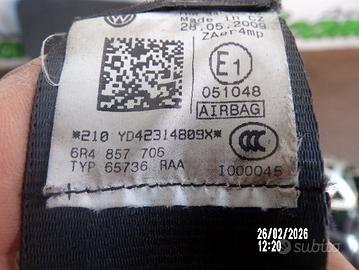 Made in CZ
28.05.2009
ZAer4mp
E1
051048
AIRBAG
*210 YD42314809X*
6R4 857 706
TYP 65736 RAA
I000045
26/02/2026
12:20
subito